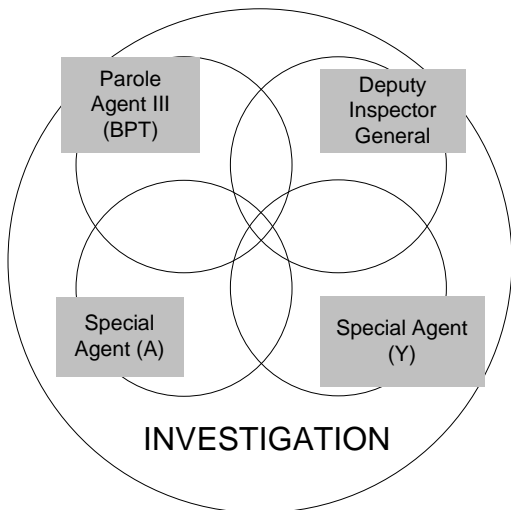 Parole
Agent III
(BPT)
Deputy
Inspector
General
Special
Agent (A)
Special Agent
(Y)
INVESTIGATION